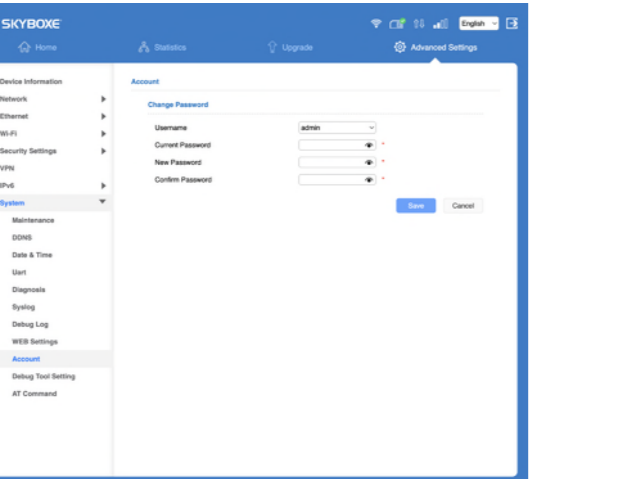 SKYBOXE
English
Home
Statistics
Upgrade
Advanced Settings
Device Information
Network
Ethernet
Wi-Fi
Security Settings
VPN
IPv6
System
Maintenance
DDNS
Date & Time
Uart
Diagnosis
Syslog
Debug Log
WEB Settings
Account
Debug Tool Setting
AT Command
Account
Change Password
Username admin
Current Password *
New Password *
Confirm Password *
Save Cancel